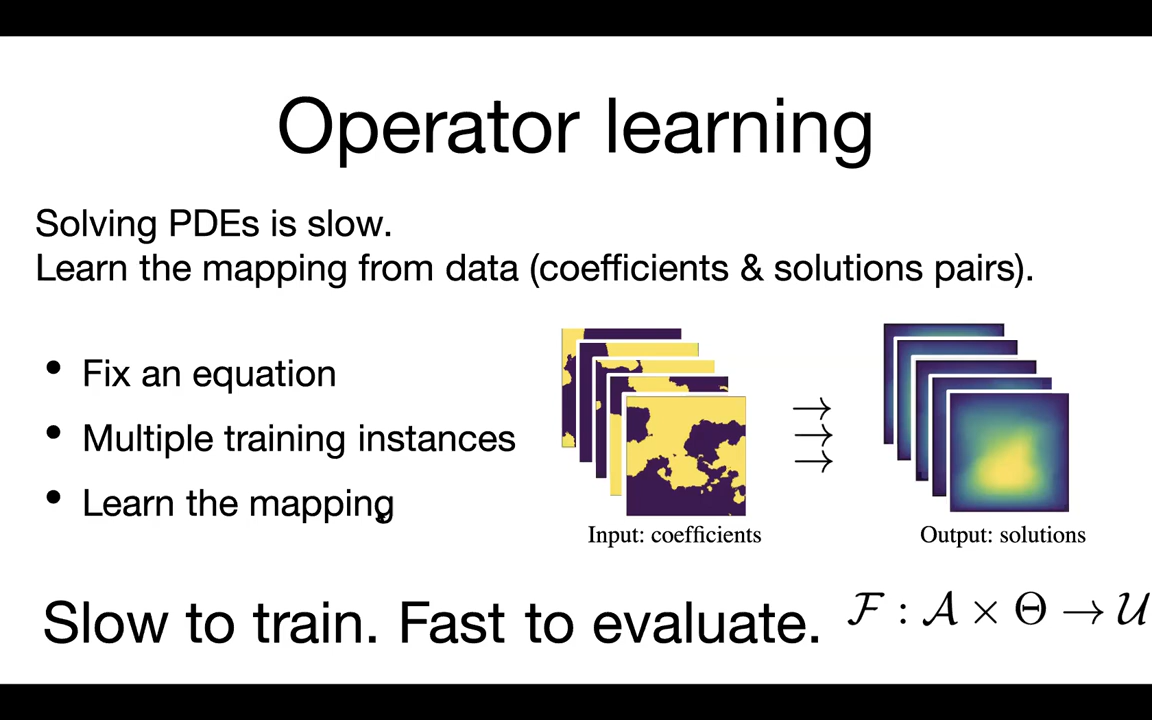 Operator learning
Solving PDEs is slow.
Learn the mapping from data (coefficients & solutions pairs).
• Fix an equation
• Multiple training instances
• Learn the mapping
→
→
→
Input: coefficients
Output: solutions
Slow to train. Fast to evaluate.
ℱ : 𝒜 × Θ → 𝒰